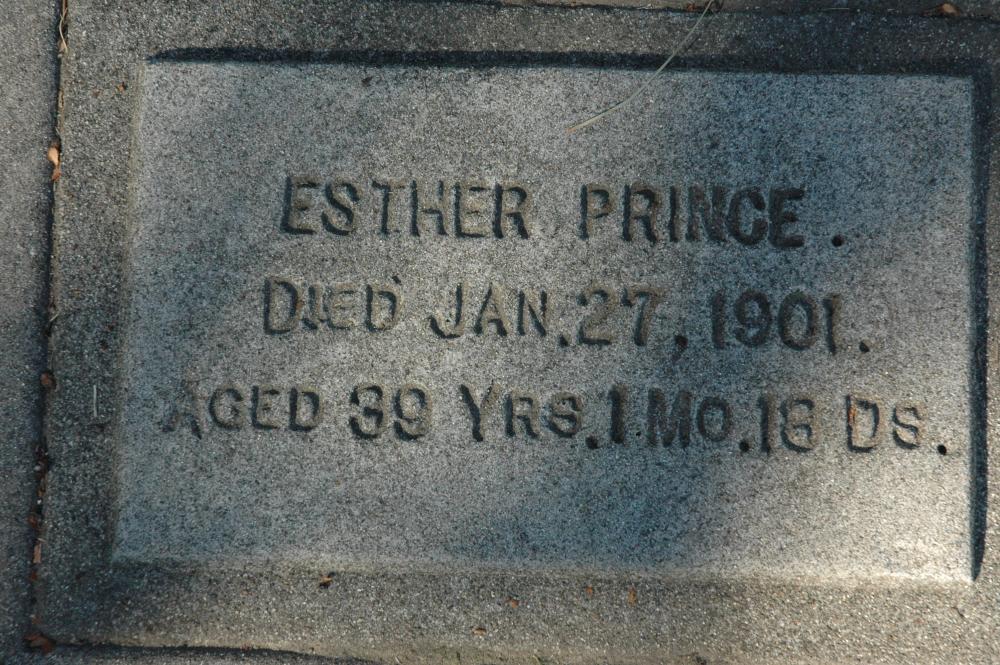 ESTHER PRINCE.
DIED JAN. 27, 1901.
AGED 39 YRS. 1 MO. 18 DS.